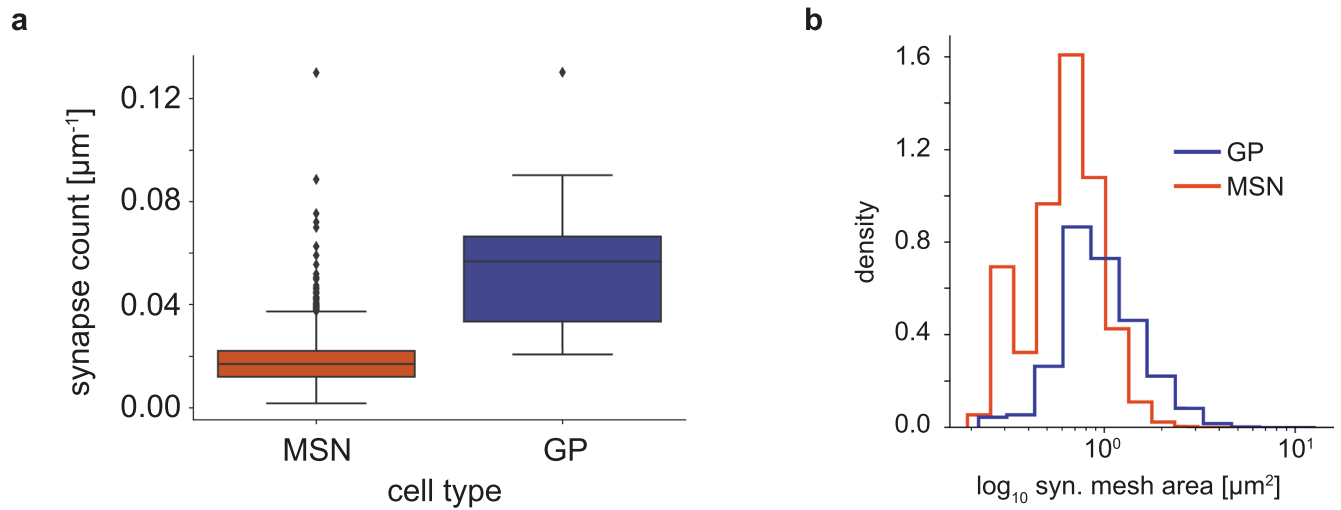 a
synapse count [µm⁻¹]
0.12
0.08
0.04
0.00
MSN
GP
cell type
b
density
1.6
1.2
0.8
0.4
0.0
GP
MSN
10⁰
10¹
log₁₀ syn. mesh area [µm²]